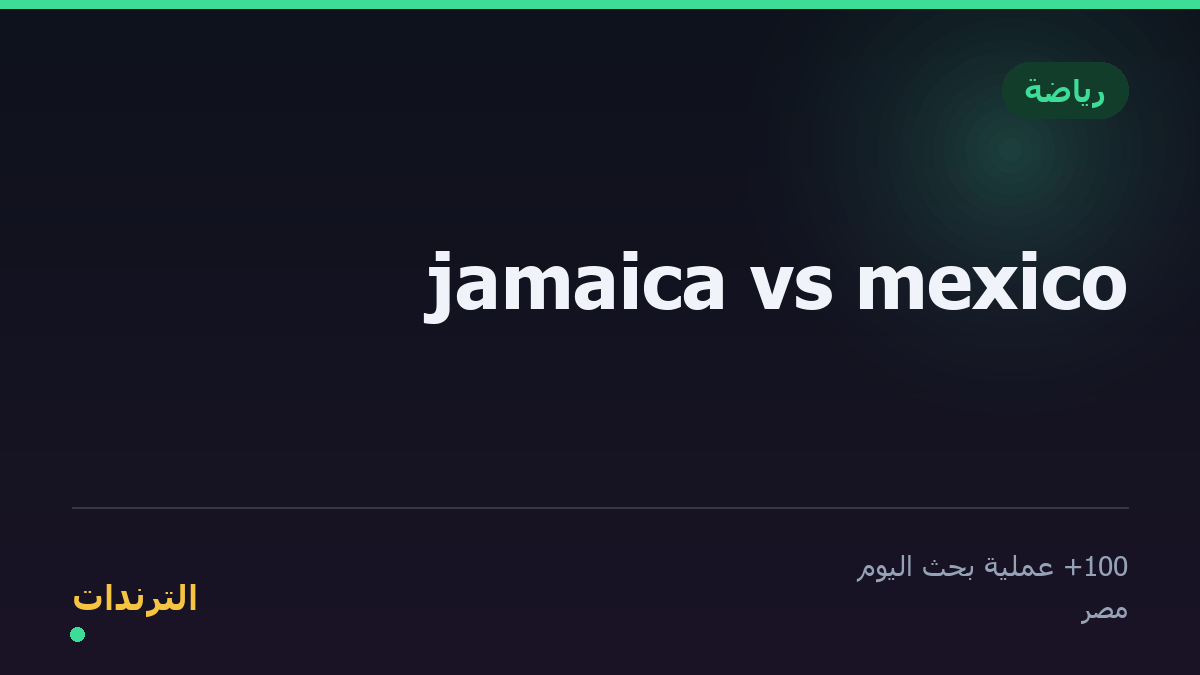 رياضة
jamaica vs mexico
100+ عملية بحث اليوم
مصر
الترندات